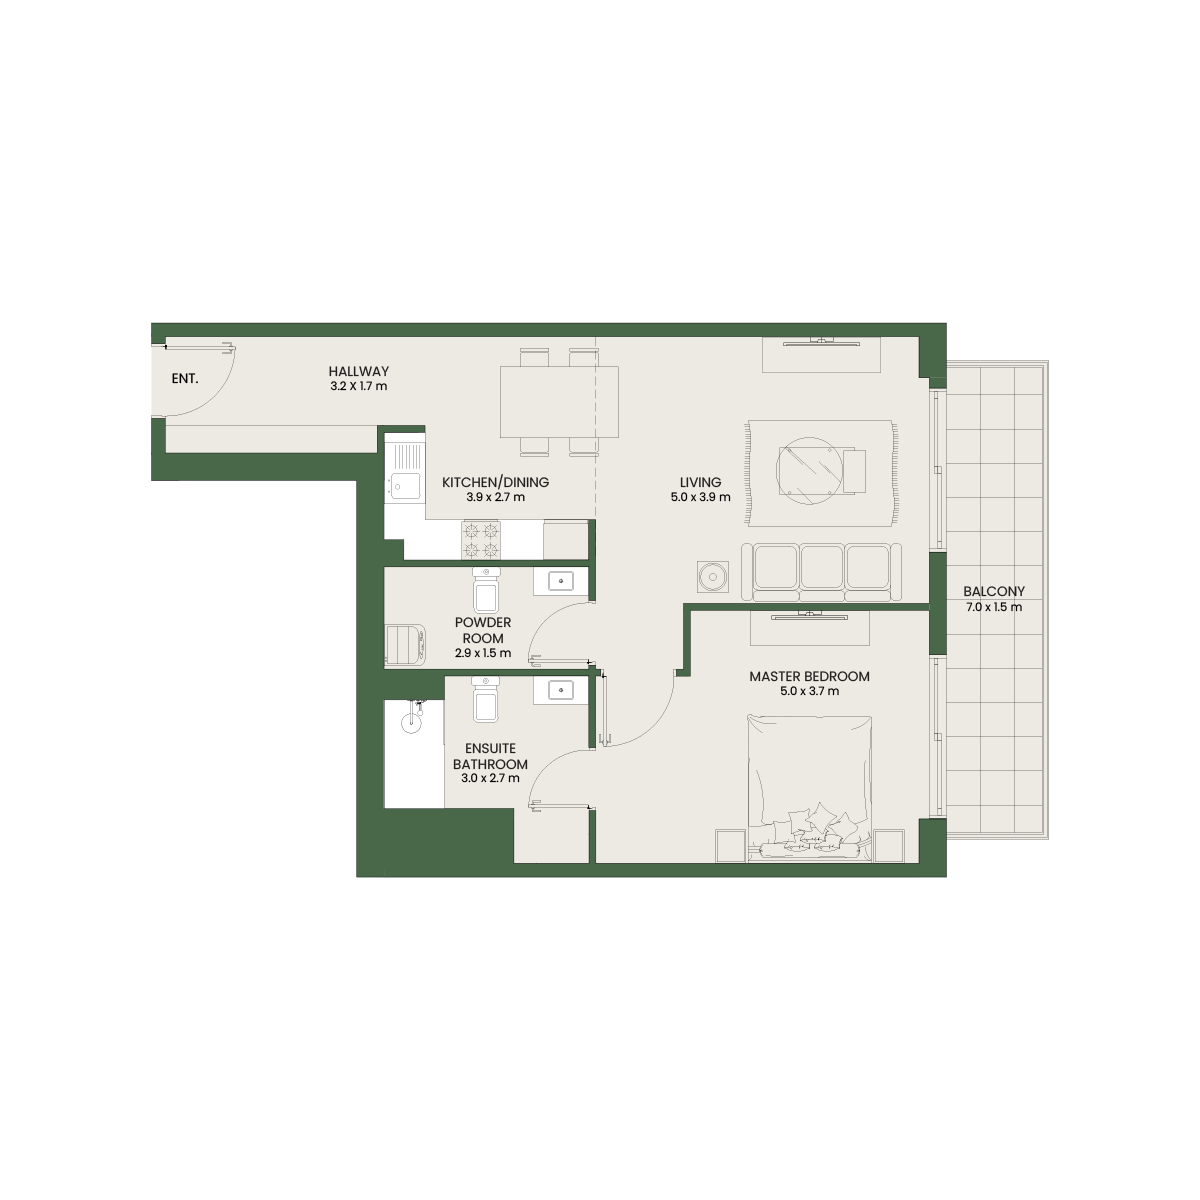 ENT.
HALLWAY
3.2 X 1.7 m
KITCHEN/DINING
3.9 x 2.7 m
LIVING
5.0 x 3.9 m
BALCONY
7.0 x 1.5 m
POWDER
ROOM
2.9 x 1.5 m
MASTER BEDROOM
5.0 x 3.7 m
ENSUITE
BATHROOM
3.0 x 2.7 m